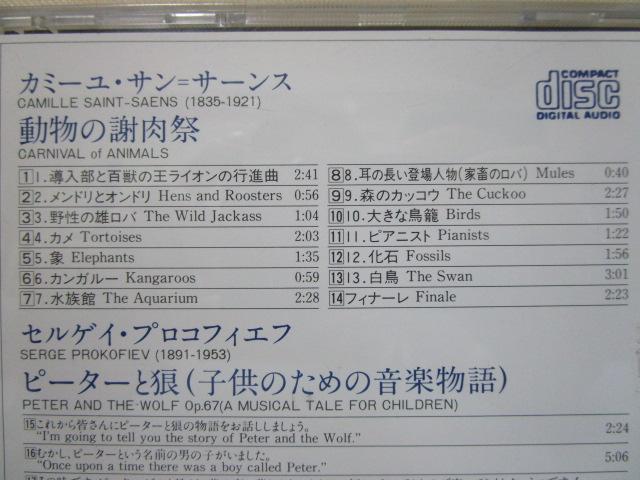 カミーユ・サン=サーンス
CAMILLE SAINT-SAENS (1835-1921)
COMPACT
disc
DIGITAL AUDIO
動物の謝肉祭
CARNIVAL of ANIMALS
1 1.導入部と百獣の王ライオンの行進曲 2:41
2 2.メンドリとオンドリ Hens and Roosters 0:56
3 3.野性の雄ロバ The Wild Jackass 1:04
4 4.カメ Tortoises 2:03
5 5.象 Elephants 1:35
6 6.カンガルー Kangaroos 0:59
7 7.水族館 The Aquarium 2:28
8 8.耳の長い登場人物(家畜のロバ) Mules 0:40
9 9.森のカッコウ The Cuckoo 2:27
10 10.大きな鳥籠 Birds 1:50
11 11.ピアニスト Pianists 1:22
12 12.化石 Fossils 1:56
13 13.白鳥 The Swan 3:01
14 フィナーレ Finale 2:23
セルゲイ・プロコフィエフ
SERGE PROKOFIEV (1891-1953)
ピーターと狼(子供のための音楽物語)
PETER AND THE·WOLF Op.67(A MUSICAL TALE FOR CHILDREN)
15 これから皆さんにピーターと狼の物語をお話ししましょう。 2:24
"I'm going to tell you the story of Peter and the Wolf."
16 むかし、ピーターという名前の男の子がいました。 5:06
"Once upon a time there was a boy called Peter."